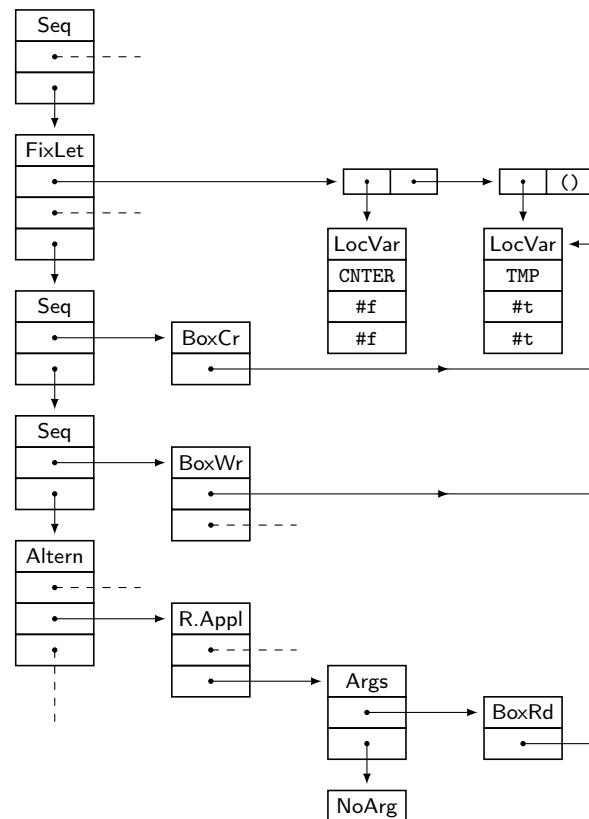 Seq
FixLet
()
LocVar
LocVar
CNTER
TMP
#f
#t
#f
#t
Seq
BoxCr
Seq
BoxWr
Altern
R.Appl
Args
BoxRd
NoArg